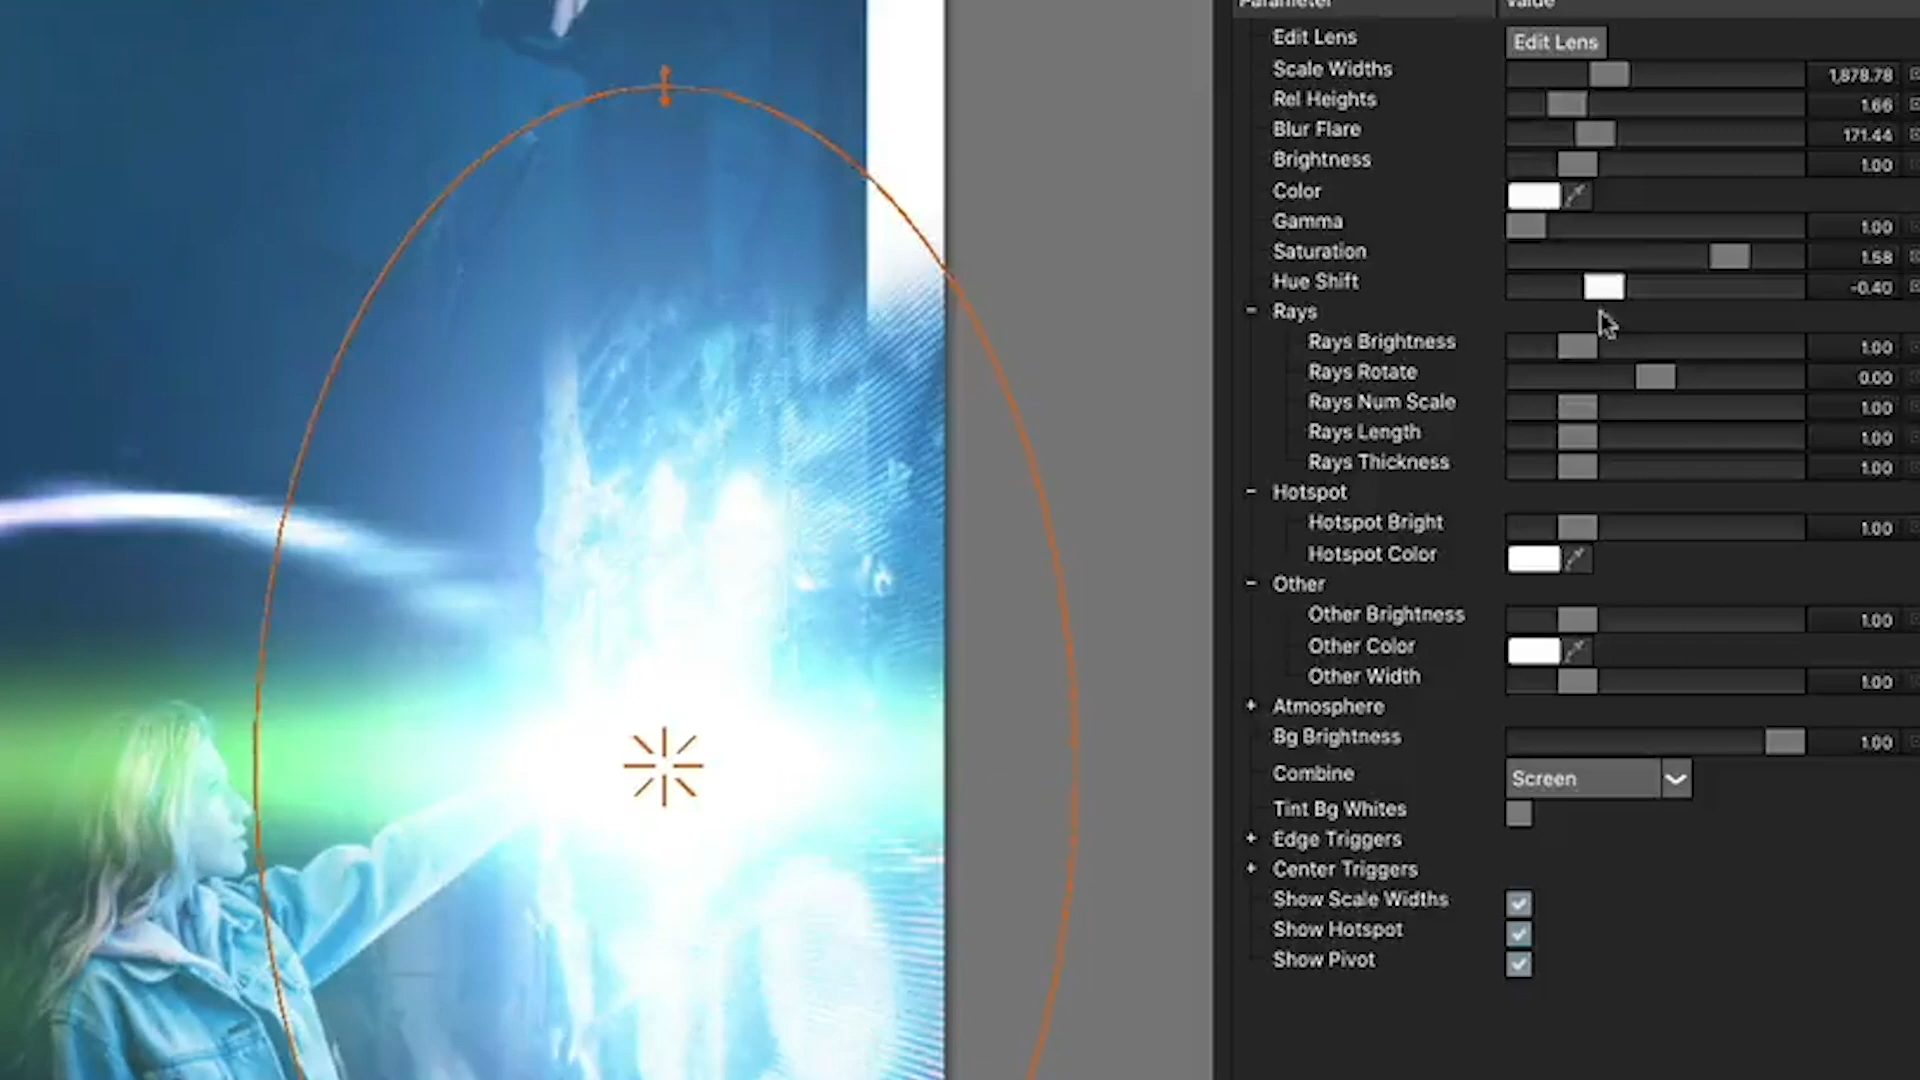 Parameter Value
Edit Lens Edit Lens
Scale Widths 1,878.78
Rel Heights 1.66
Blur Flare 171.44
Brightness 1.00
Color
Gamma 1.00
Saturation 1.58
Hue Shift -0.40
- Rays
Rays Brightness 1.00
Rays Rotate 0.00
Rays Num Scale 1.00
Rays Length 1.00
Rays Thickness 1.00
- Hotspot
Hotspot Bright 1.00
Hotspot Color
- Other
Other Brightness 1.00
Other Color
Other Width 1.00
+ Atmosphere
Bg Brightness 1.00
Combine Screen
Tint Bg Whites
+ Edge Triggers
+ Center Triggers
Show Scale Widths
Show Hotspot
Show Pivot